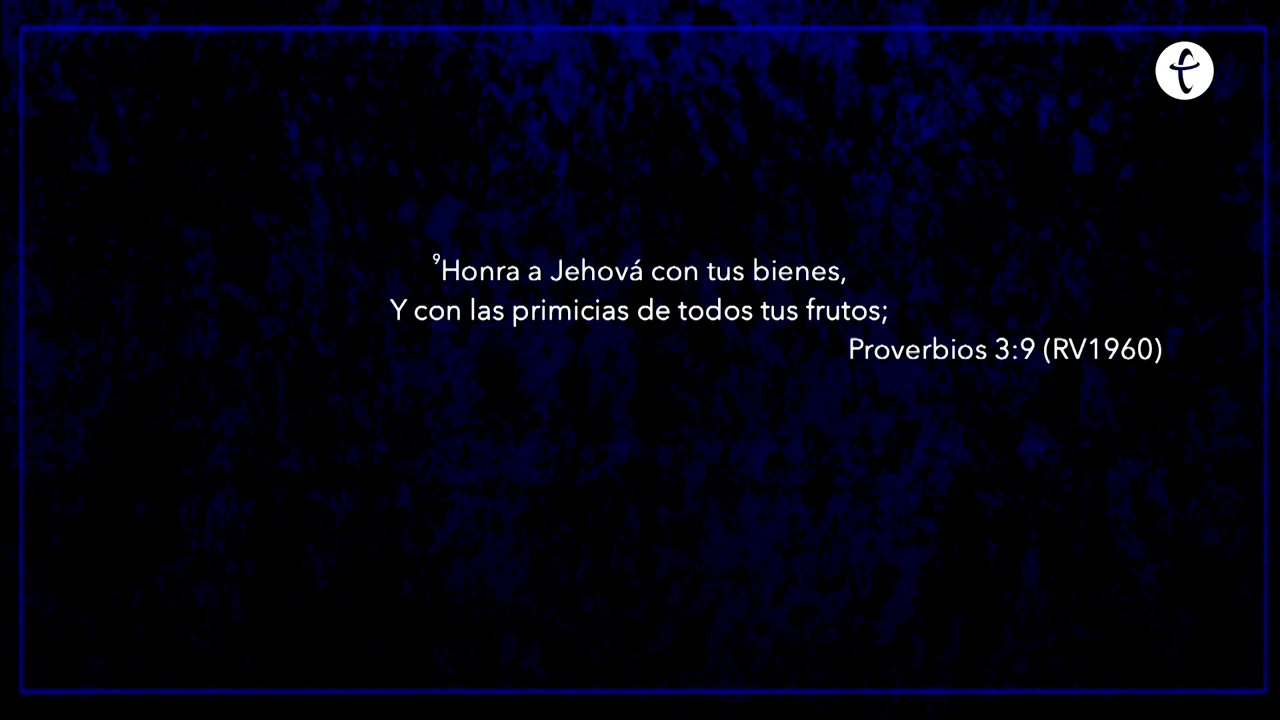 ⁹Honra a Jehová con tus bienes,
Y con las primicias de todos tus frutos;
Proverbios 3:9 (RV1960)